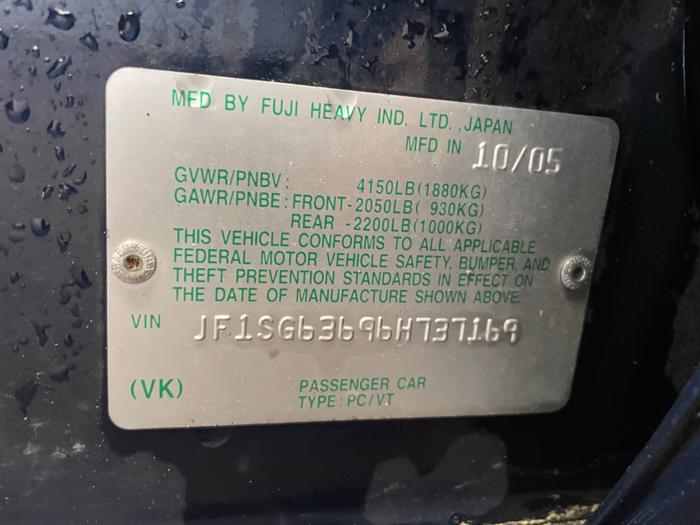 MFD BY FUJI HEAVY IND. LTD., JAPAN
MFD IN 10/05
GVWR/PNBV: 4150LB(1880KG)
GAWR/PNBE: FRONT-2050LB( 930KG)
REAR -2200LB(1000KG)
THIS VEHICLE CONFORMS TO ALL APPLICABLE
FEDERAL MOTOR VEHICLE SAFETY, BUMPER, AND
THEFT PREVENTION STANDARDS IN EFFECT ON
THE DATE OF MANUFACTURE SHOWN ABOVE.
VIN JF1SG63696H737169
(VK) PASSENGER CAR
TYPE: PC/VT